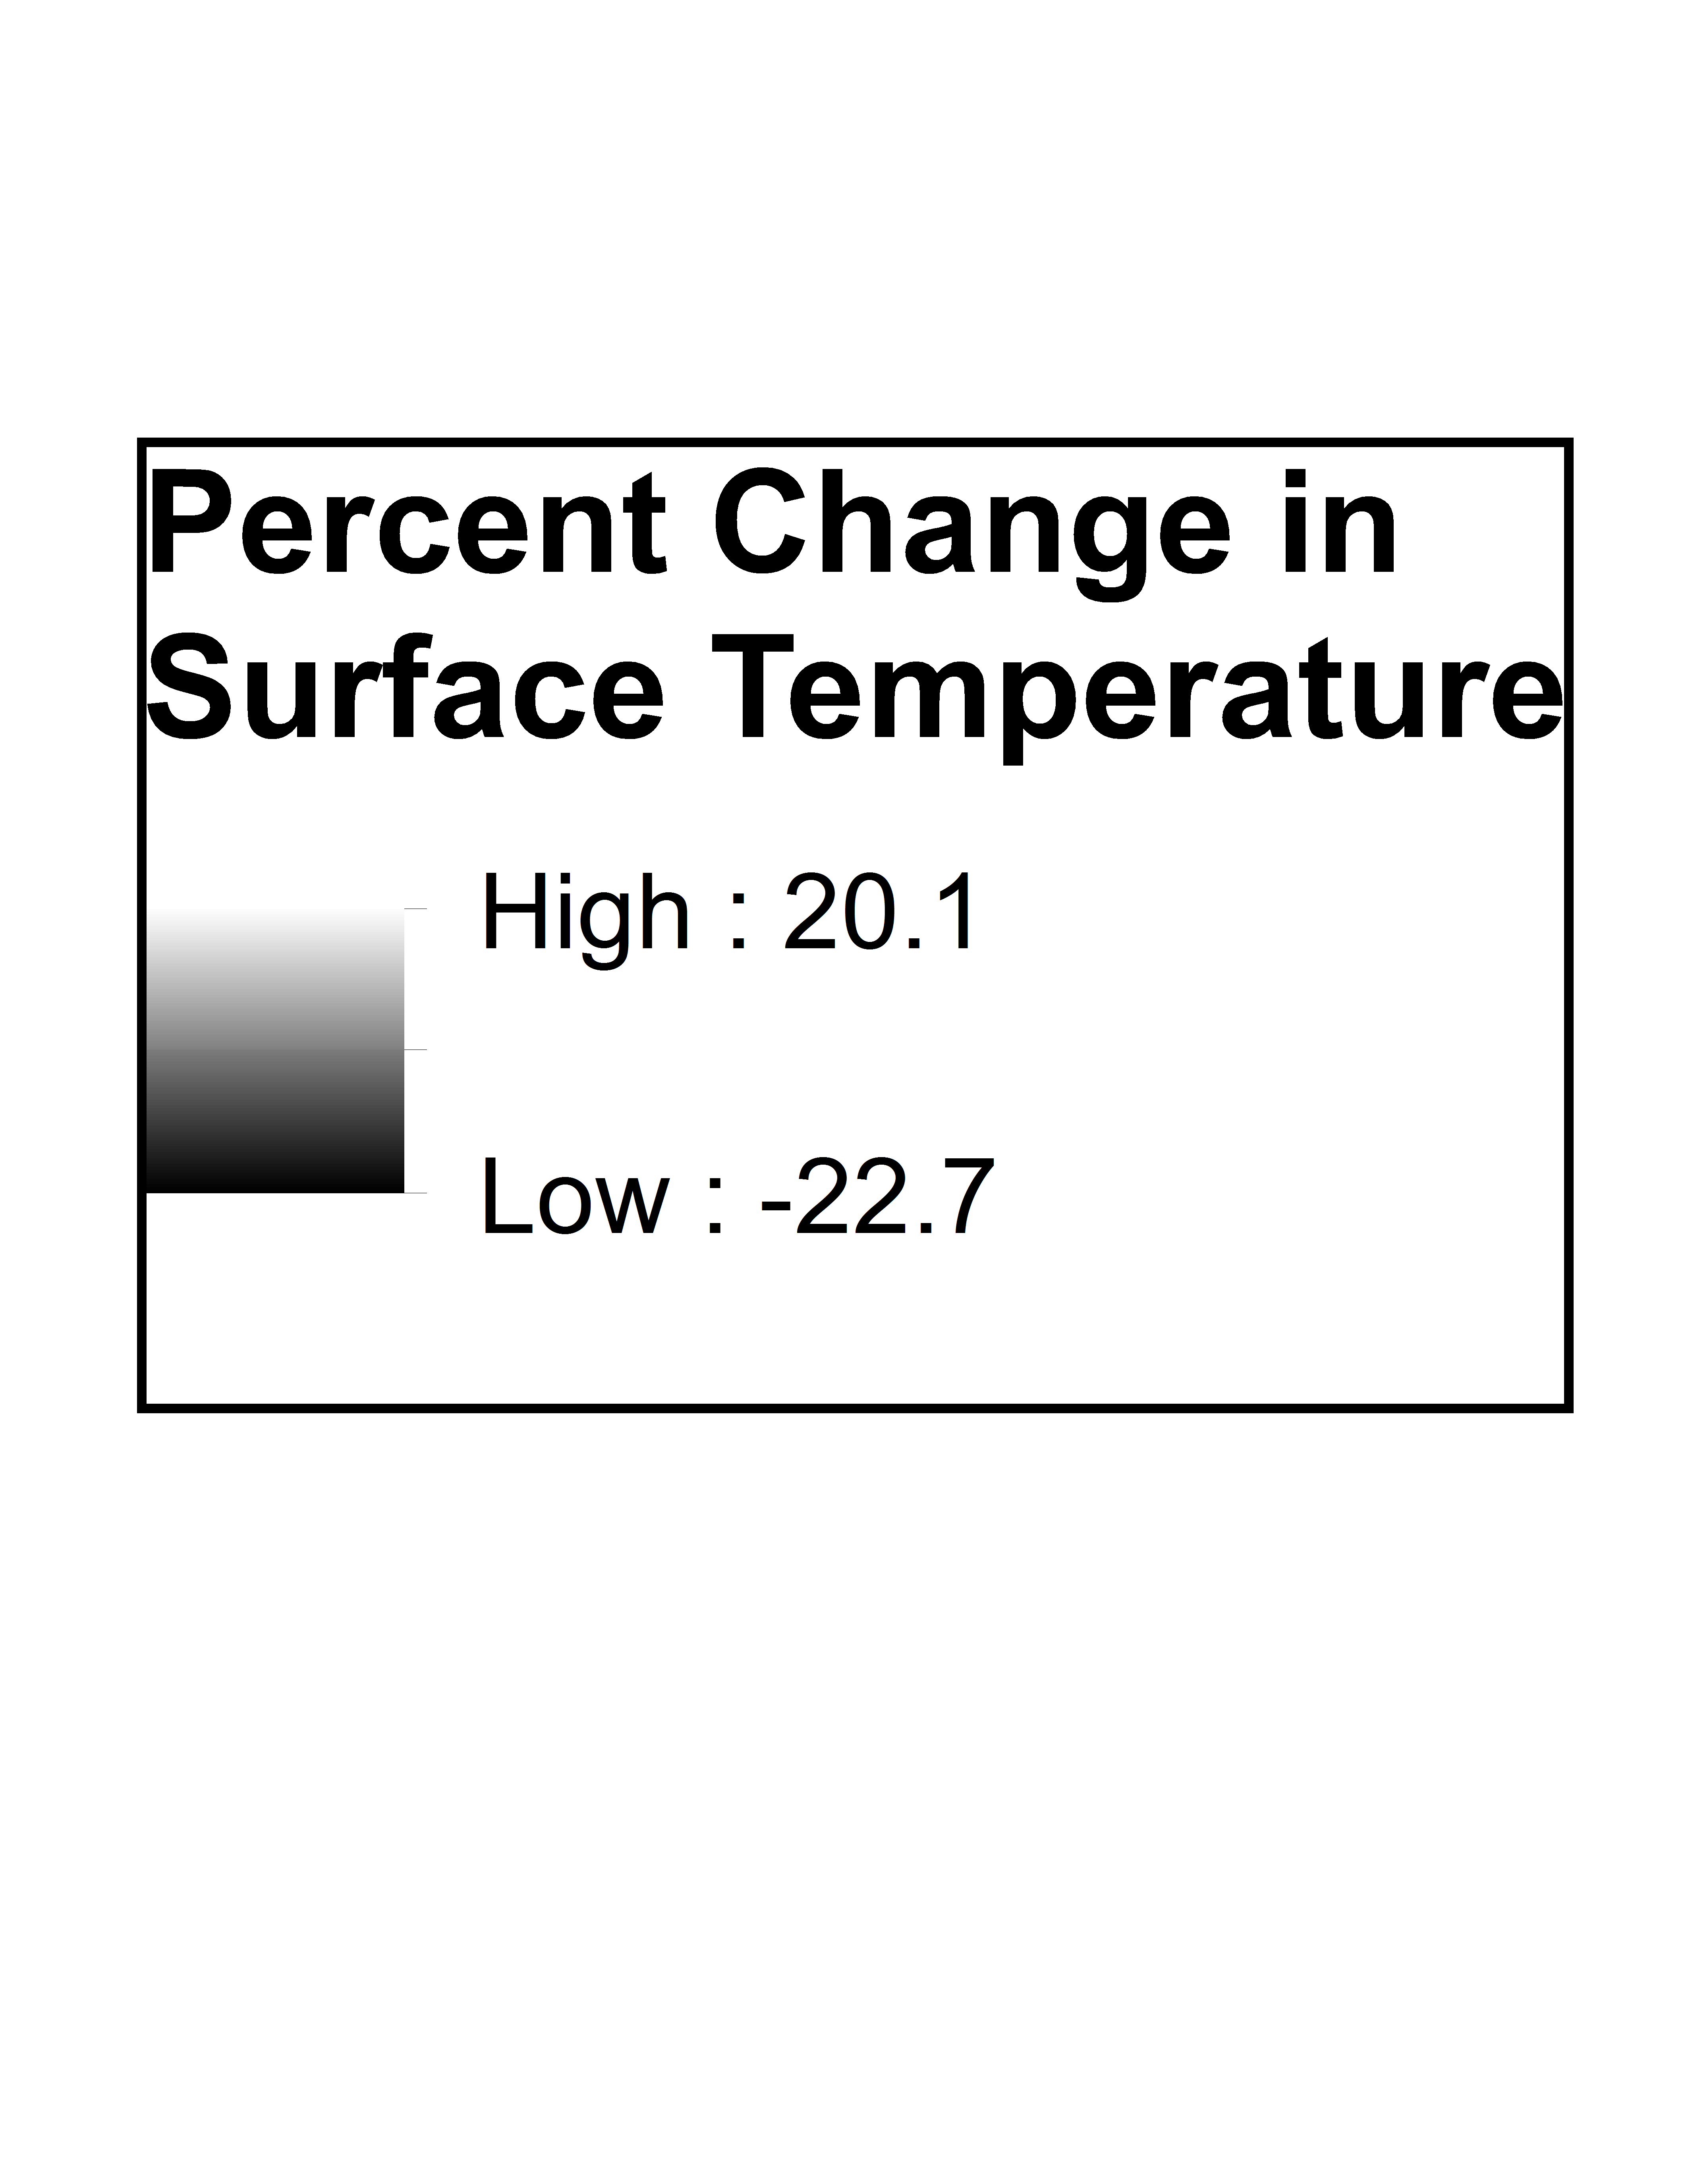 Percent Change in
Surface Temperature
High : 20.1
Low : -22.7